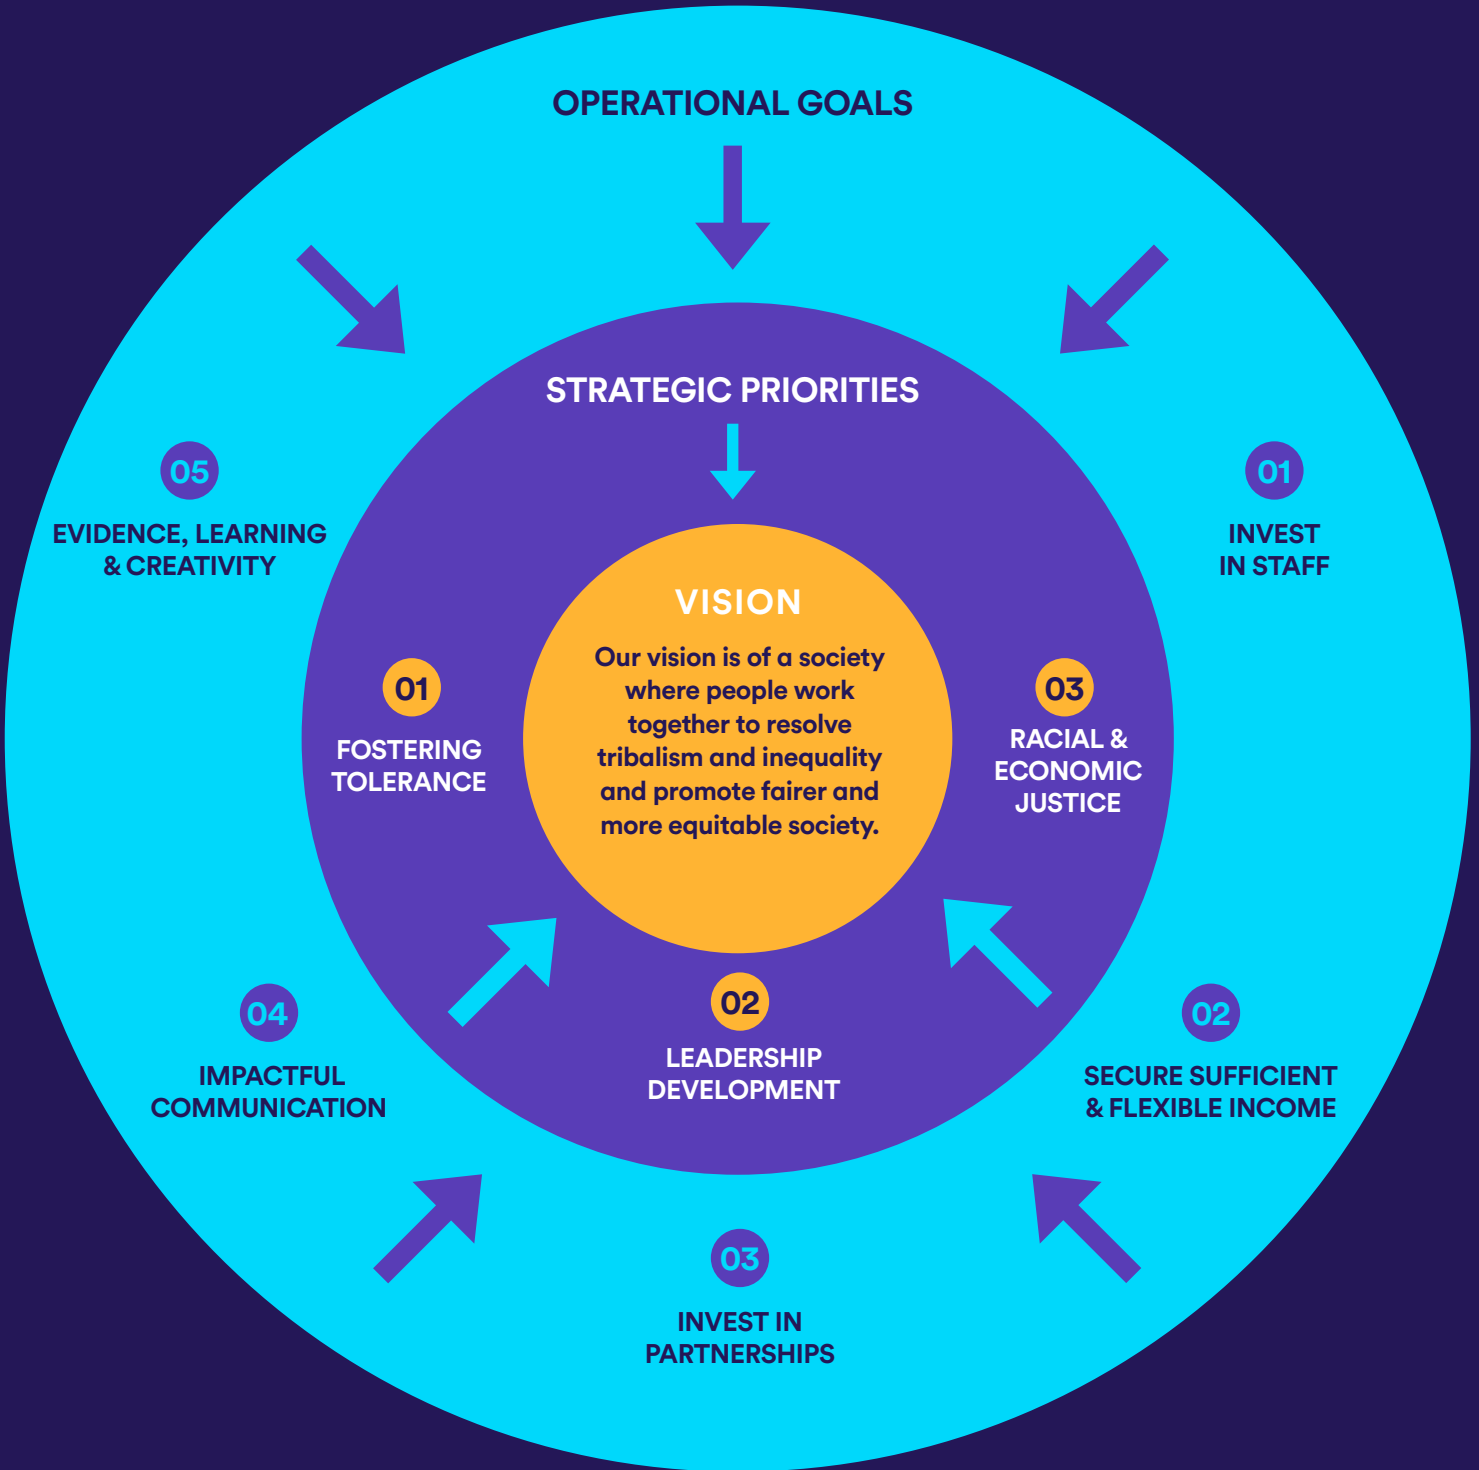 OPERATIONAL GOALS
STRATEGIC PRIORITIES
05
EVIDENCE, LEARNING
& CREATIVITY
01
INVEST
IN STAFF
VISION
Our vision is of a society
where people work
together to resolve
tribalism and inequality
and promote fairer and
more equitable society.
01
FOSTERING
TOLERANCE
03
RACIAL &
ECONOMIC
JUSTICE
02
LEADERSHIP
DEVELOPMENT
04
IMPACTFUL
COMMUNICATION
02
SECURE SUFFICIENT
& FLEXIBLE INCOME
03
INVEST IN
PARTNERSHIPS